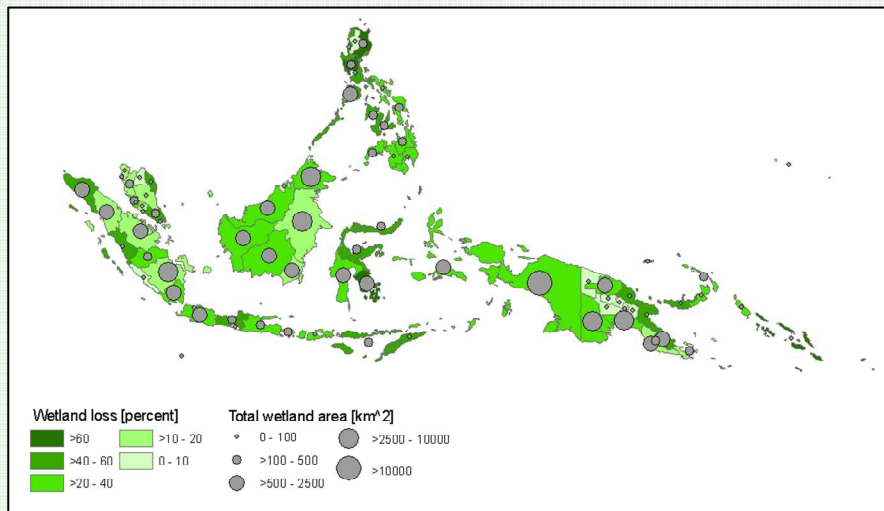 Wetland loss [percent]
>60
>40 - 60
>20 - 40
>10 - 20
0 - 10
Total wetland area [km^2]
0 - 100
>100 - 500
>500 - 2500
>2500 - 10000
>10000